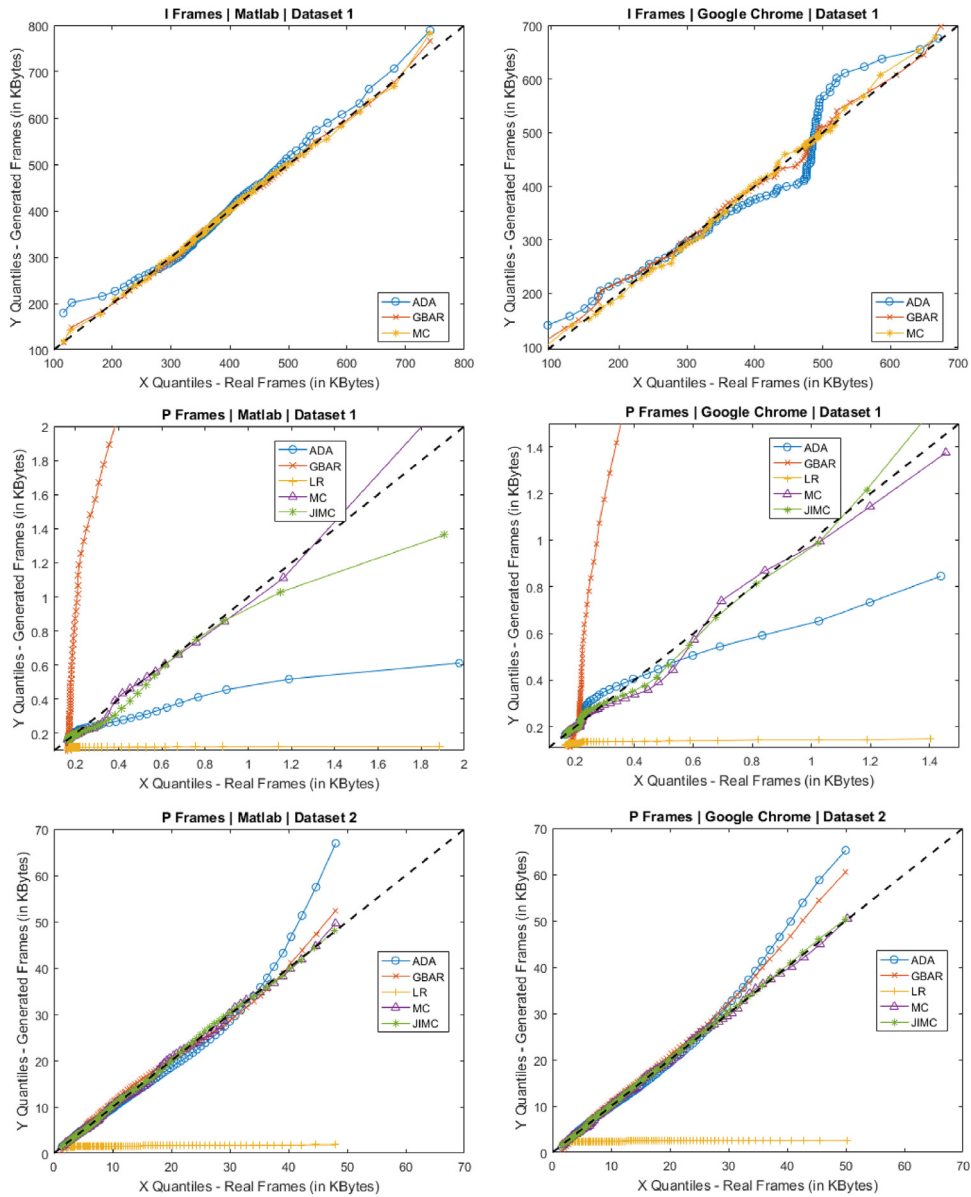 I Frames | Matlab | Dataset 1
800
700
600
500
400
300
200
100
Y Quantiles - Generated Frames (in KBytes)
ADA
GBAR
MC
100 200 300 400 500 600 700 800
X Quantiles - Real Frames (in KBytes)
I Frames | Google Chrome | Dataset 1
700
600
500
400
300
200
100
Y Quantiles - Generated Frames (in KBytes)
ADA
GBAR
MC
100 200 300 400 500 600 700
X Quantiles - Real Frames (in KBytes)
P Frames | Matlab | Dataset 1
2
1.8
1.6
1.4
1.2
1
0.8
0.6
0.4
0.2
Y Quantiles - Generated Frames (in KBytes)
ADA
GBAR
LR
MC
JIMC
0.2 0.4 0.6 0.8 1 1.2 1.4 1.6 1.8 2
X Quantiles - Real Frames (in KBytes)
P Frames | Google Chrome | Dataset 1
1.4
1.2
1
0.8
0.6
0.4
0.2
Y Quantiles - Generated Frames (in KBytes)
ADA
GBAR
LR
MC
JIMC
0.2 0.4 0.6 0.8 1 1.2 1.4
X Quantiles - Real Frames (in KBytes)
P Frames | Matlab | Dataset 2
70
60
50
40
30
20
10
0
Y Quantiles - Generated Frames (in KBytes)
ADA
GBAR
LR
MC
JIMC
0 10 20 30 40 50 60 70
X Quantiles - Real Frames (in KBytes)
P Frames | Google Chrome | Dataset 2
70
60
50
40
30
20
10
0
Y Quantiles - Generated Frames (in KBytes)
ADA
GBAR
LR
MC
JIMC
0 10 20 30 40 50 60 70
X Quantiles - Real Frames (in KBytes)